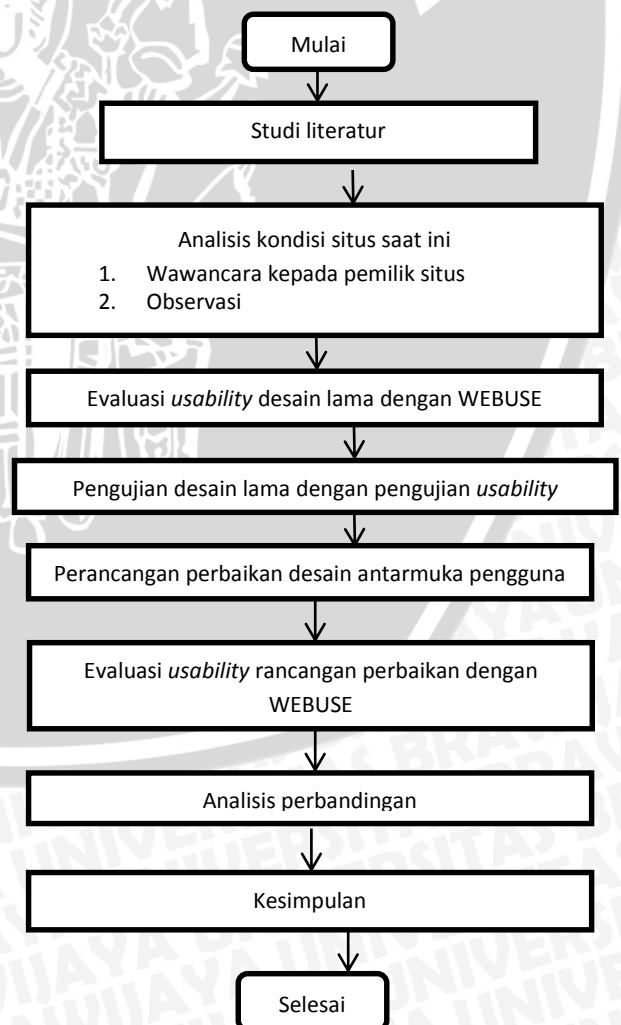 Mulai
Studi literatur
Analisis kondisi situs saat ini
1. Wawancara kepada pemilik situs
2. Observasi
Evaluasi usability desain lama dengan WEBUSE
Pengujian desain lama dengan pengujian usability
Perancangan perbaikan desain antarmuka pengguna
Evaluasi usability rancangan perbaikan dengan
WEBUSE
Analisis perbandingan
Kesimpulan
Selesai